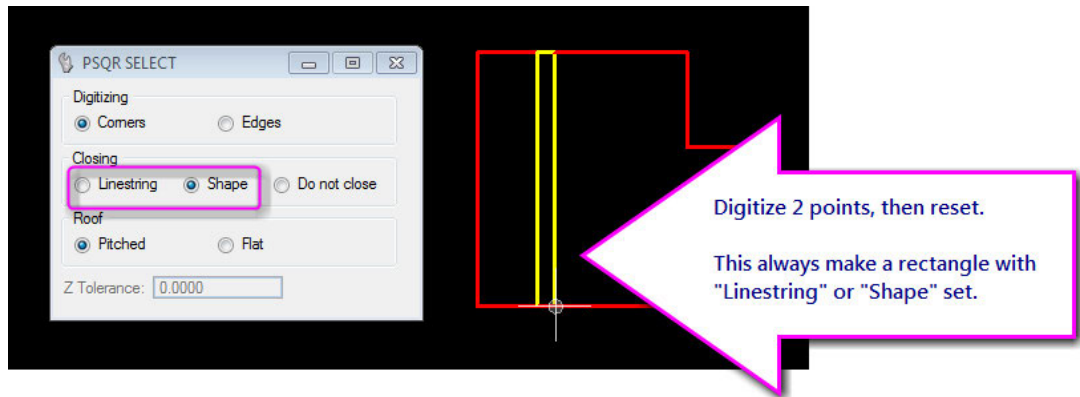 PSQR SELECT
Digitizing
Corners Edges
Closing
Linestring Shape Do not close
Roof
Pitched Flat
Z Tolerance: 0.0000
Digitize 2 points, then reset.
This always make a rectangle with
"Linestring" or "Shape" set.